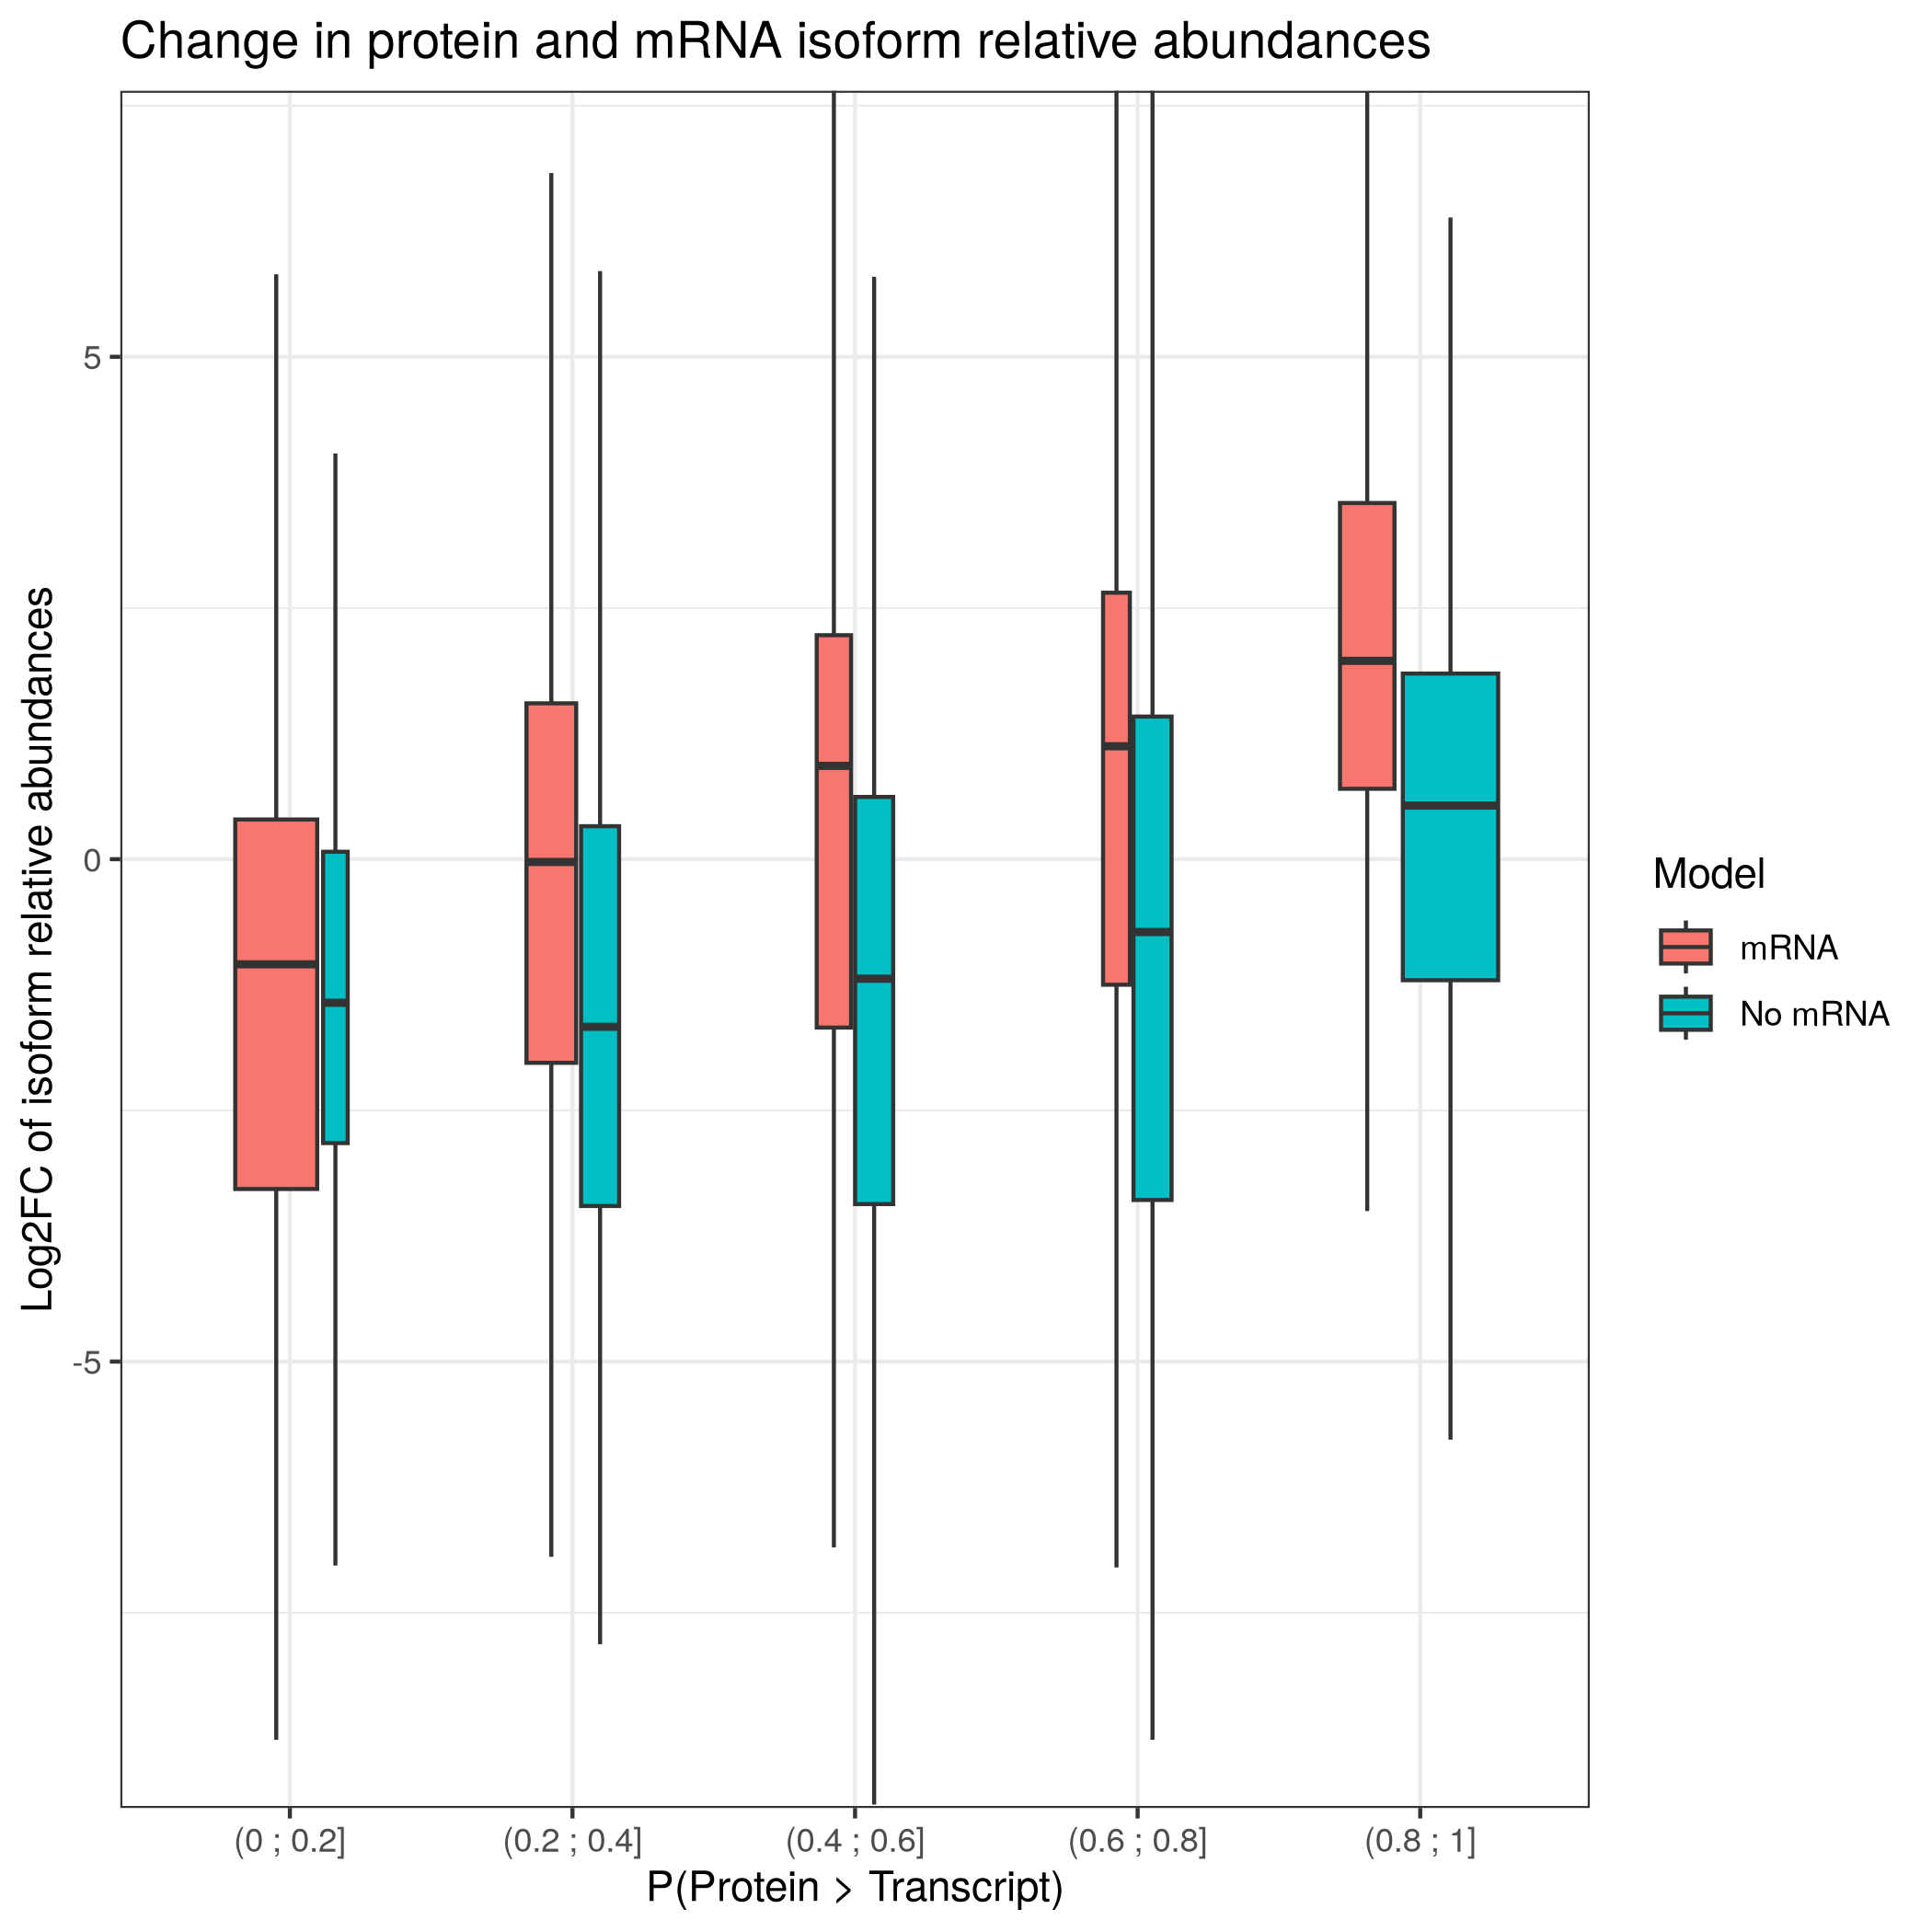 Change in protein and mRNA isoform relative abundances
Log2FC of isoform relative abundances
5
0
-5
(0 ; 0.2]
(0.2 ; 0.4]
(0.4 ; 0.6]
(0.6 ; 0.8]
(0.8 ; 1]
P(Protein > Transcript)
Model
mRNA
No mRNA